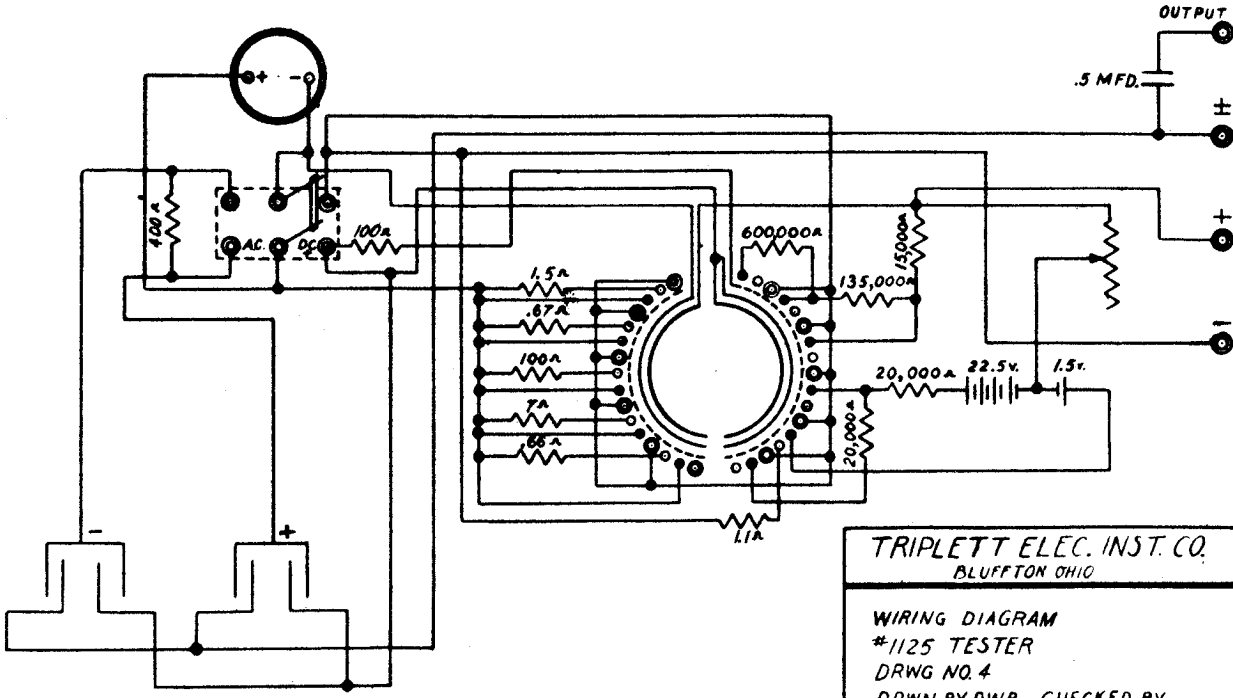 OUTPUT
.5 MFD.
±
+ -
400Ω
A.C. D.C.
100Ω
600,000Ω
15,000Ω
+
1.5Ω
135,000Ω
.67Ω
-
100Ω
20,000Ω 22.5v. 1.5v.
7Ω
20,000Ω
.66Ω
1.1Ω
- +
TRIPLETT ELEC. INST. CO.
BLUFFTON OHIO
WIRING DIAGRAM
#1125 TESTER
DRWG NO. 4